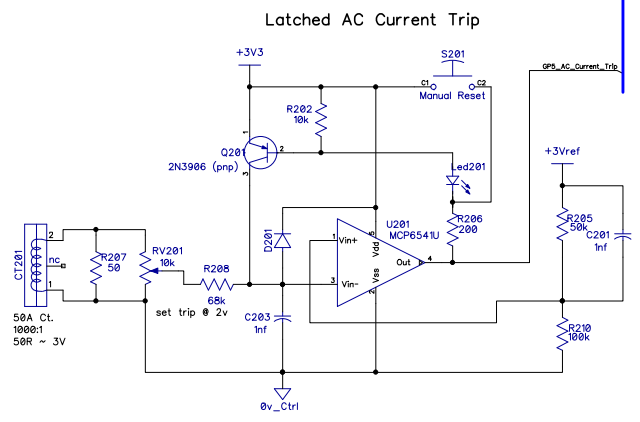 Latched AC Current Trip
+3V3
S201
GP5_AC_Current_Trip
C1
C2
Manual Reset
R202
10k
1
Q201
2
2N3906 (pnp)
3
Led201
+3Vref
R206
200
R205
50k
C201
1nf
D201
U201
MCP6541U
1
Vin+
5
Vdd
Out
4
Vss
2
3
Vin-
CT201
2
nc
1
R207
50
RV201
10k
R208
68k
set trip @ 2v
C203
1nf
R210
100k
50A Ct.
1000:1
50R ~ 3V
0v_Ctrl